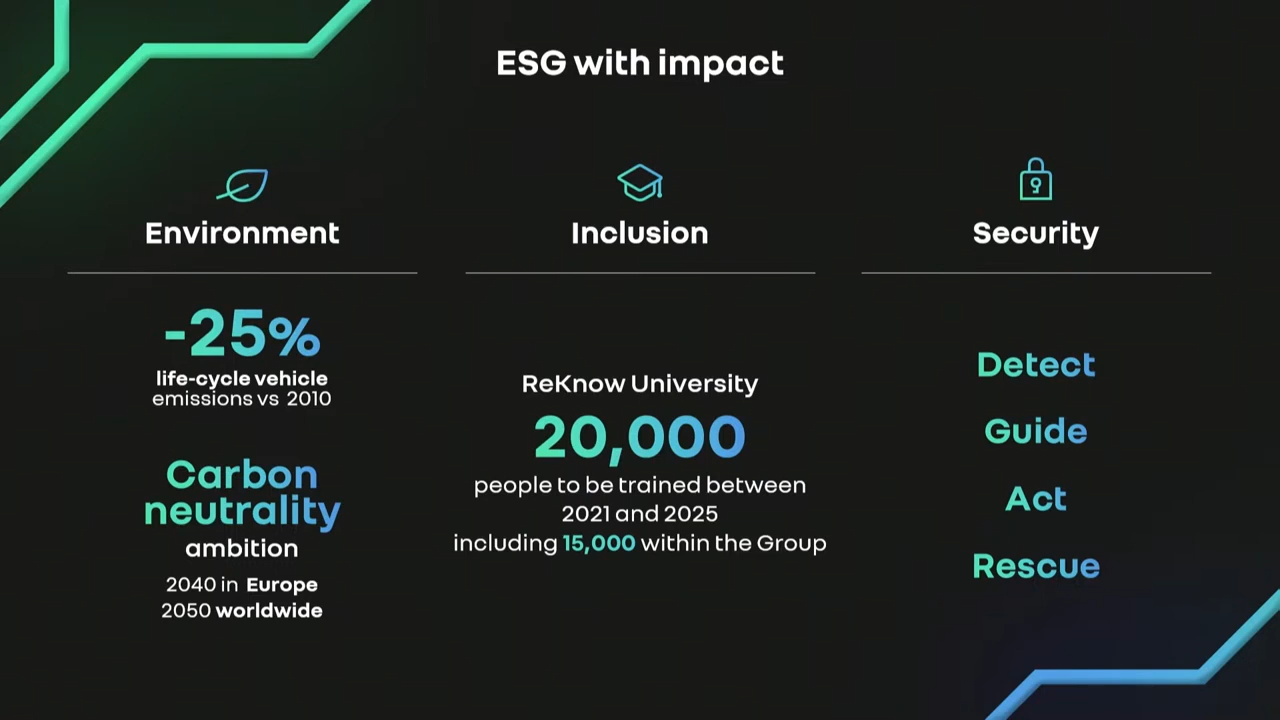 ESG with impact
Environment
-25%
life-cycle vehicle
emissions vs 2010
Carbon
neutrality
ambition
2040 in Europe
2050 worldwide
Inclusion
ReKnow University
20,000
people to be trained between
2021 and 2025
including 15,000 within the Group
Security
Detect
Guide
Act
Rescue